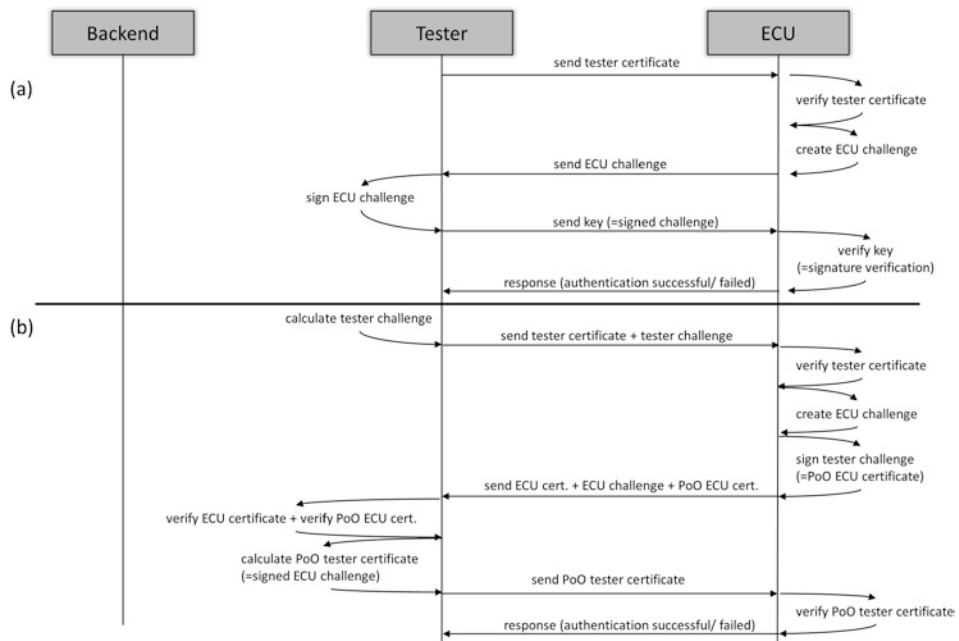 Backend
Tester
ECU
(a)
send tester certificate
verify tester certificate
create ECU challenge
send ECU challenge
sign ECU challenge
send key (=signed challenge)
verify key
(=signature verification)
response (authentication successful/ failed)
(b)
calculate tester challenge
send tester certificate + tester challenge
verify tester certificate
create ECU challenge
sign tester challenge
(=PoO ECU certificate)
send ECU cert. + ECU challenge + PoO ECU cert.
verify ECU certificate + verify PoO ECU cert.
calculate PoO tester certificate
(=signed ECU challenge)
send PoO tester certificate
verify PoO tester certificate
response (authentication successful/ failed)